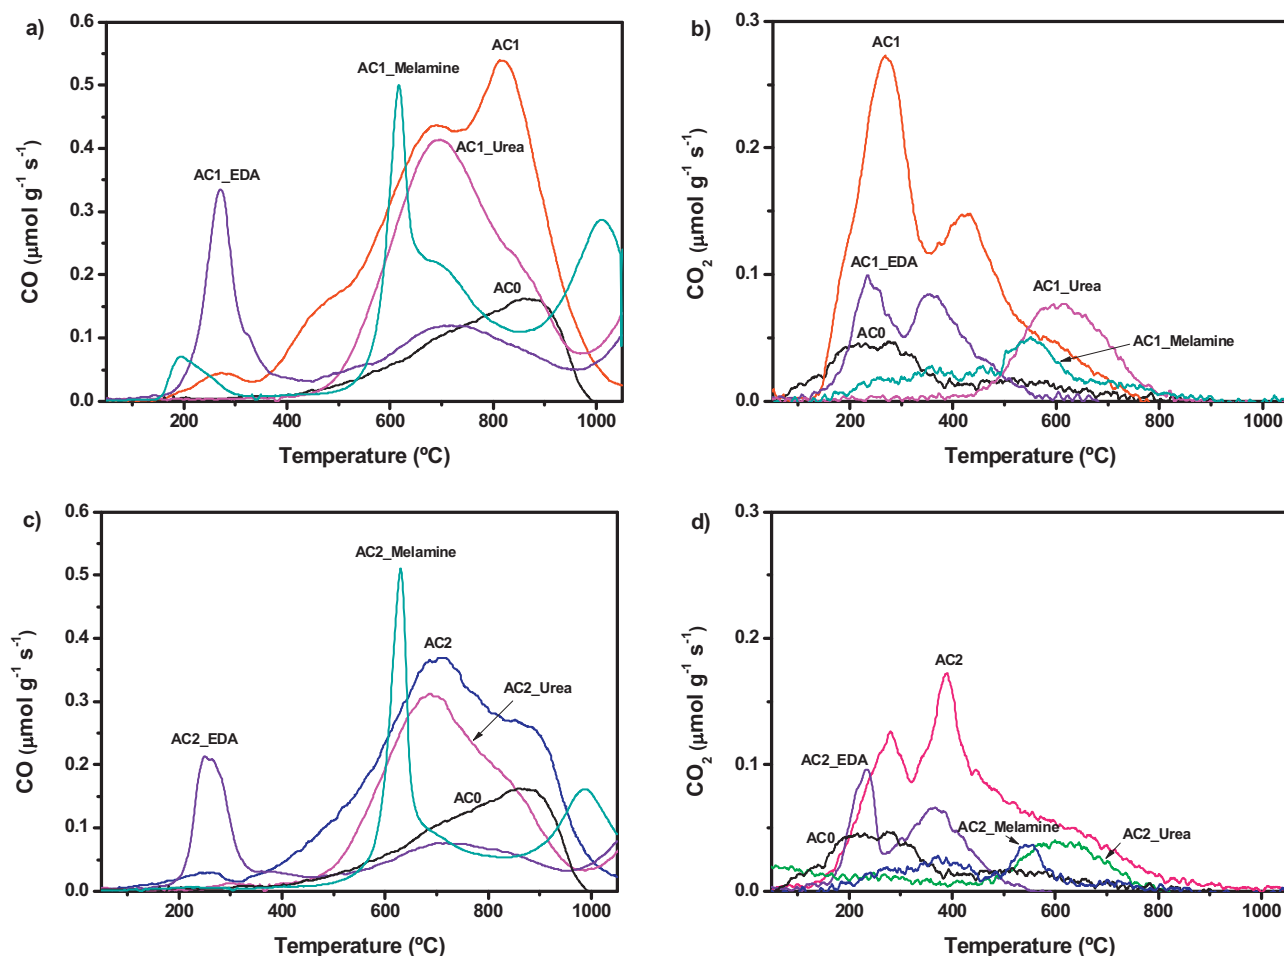 a)
CO (μmol g⁻¹ s⁻¹)
0.6
0.5
0.4
0.3
0.2
0.1
0.0
AC1
AC1_Melamine
AC1_Urea
AC1_EDA
AC0
200 400 600 800 1000
Temperature (ºC)
b)
CO₂ (μmol g⁻¹ s⁻¹)
0.3
0.2
0.1
0.0
AC1
AC1_EDA
AC1_Urea
AC0
AC1_Melamine
200 400 600 800 1000
Temperature (ºC)
c)
CO (μmol g⁻¹ s⁻¹)
0.6
0.5
0.4
0.3
0.2
0.1
0.0
AC2_Melamine
AC2
AC2_Urea
AC2_EDA
AC0
200 400 600 800 1000
Temperature (ºC)
d)
CO₂ (μmol g⁻¹ s⁻¹)
0.3
0.2
0.1
0.0
AC2
AC2_EDA
AC2_Melamine
AC0
AC2_Urea
200 400 600 800 1000
Temperature (ºC)